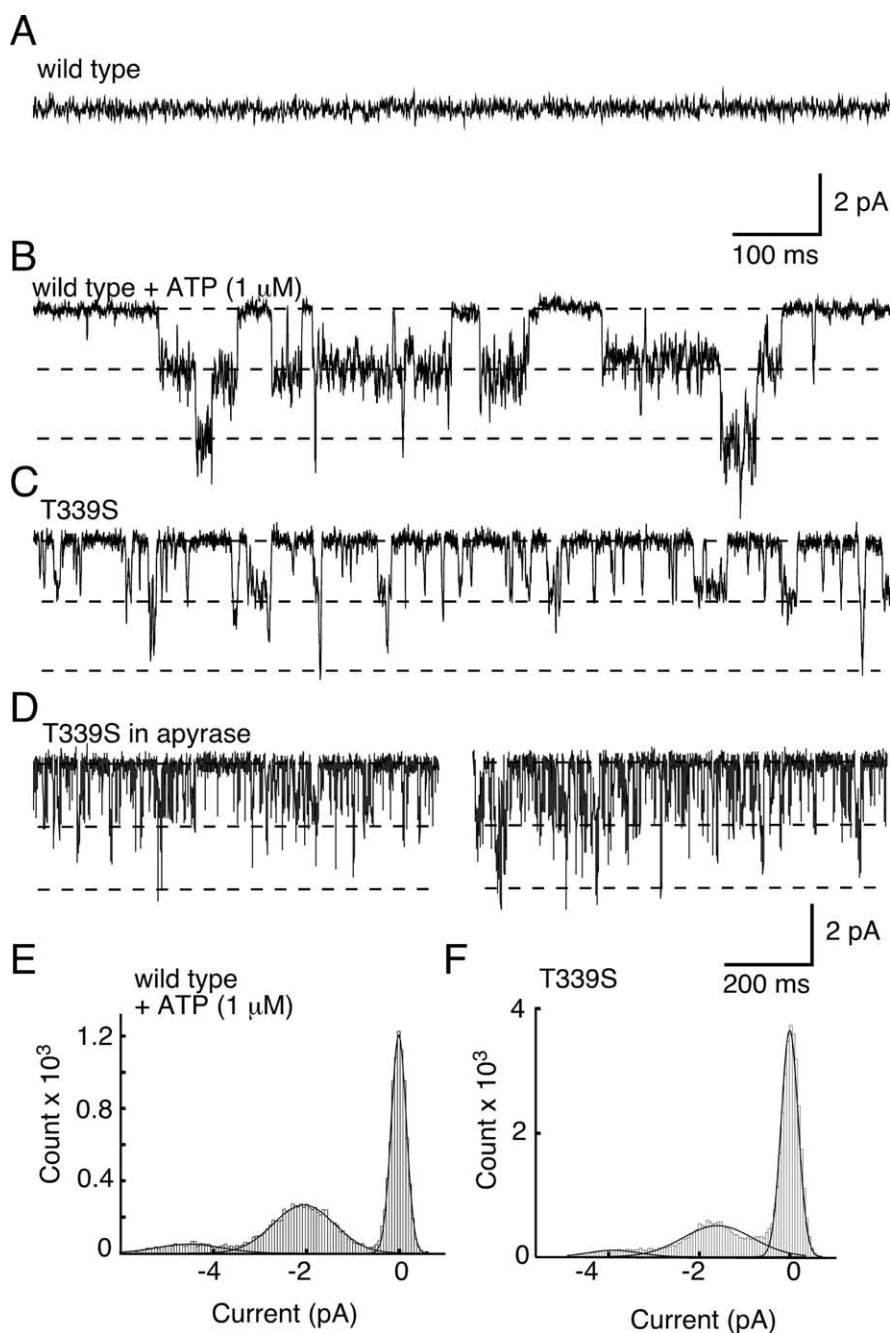 A
wild type
2 pA
100 ms
B
wild type + ATP (1 μM)
C
T339S
D
T339S in apyrase
2 pA
200 ms
E
wild type
+ ATP (1 μM)
1.2
0.8
0.4
0
Count x 10³
-4
-2
0
Current (pA)
F
T339S
4
2
0
Count x 10³
-4
-2
0
Current (pA)